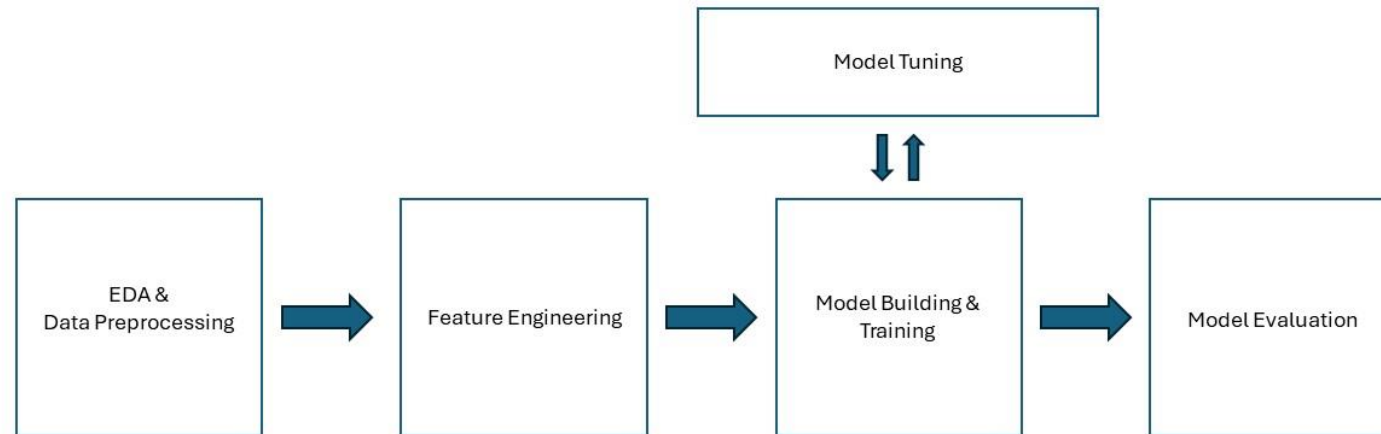 Model Tuning
EDA &
Data Preprocessing
Feature Engineering
Model Building &
Training
Model Evaluation